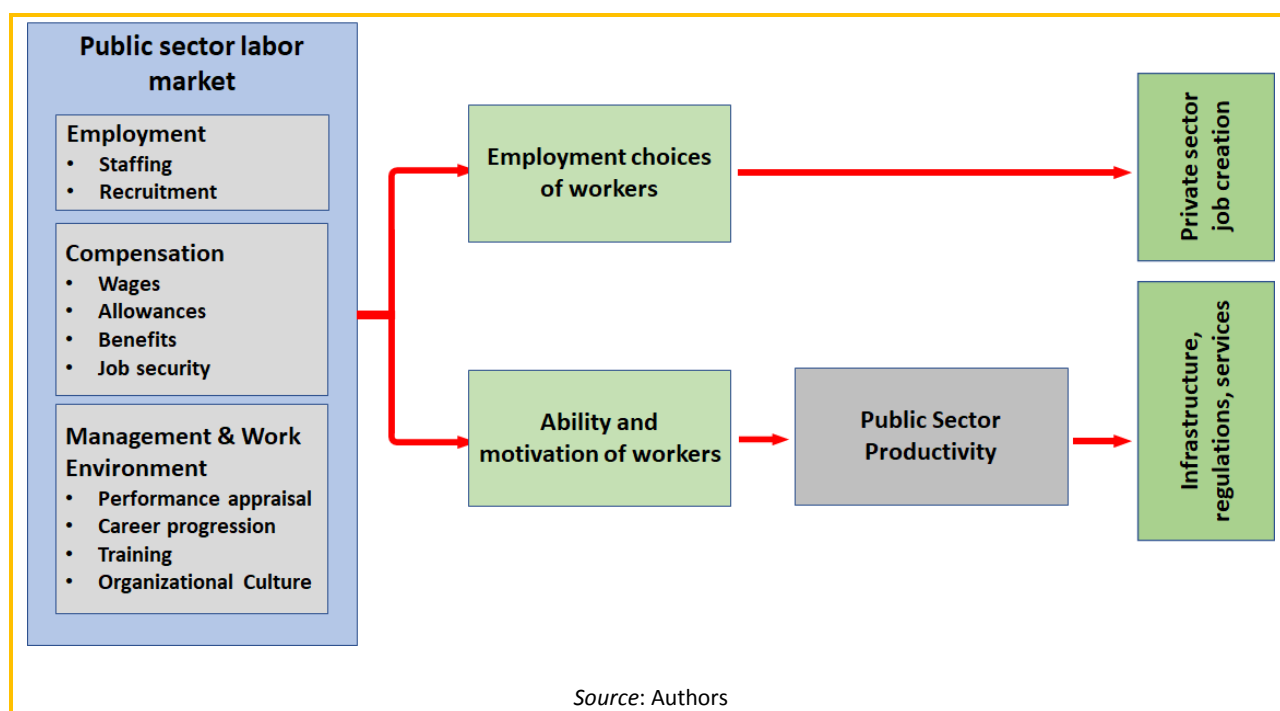 Public sector labor
market
Employment
• Staffing
• Recruitment
Compensation
• Wages
• Allowances
• Benefits
• Job security
Management & Work
Environment
• Performance appraisal
• Career progression
• Training
• Organizational Culture
Employment choices
of workers
Ability and
motivation of workers
Public Sector
Productivity
Private sector
job creation
Infrastructure,
regulations, services
Source: Authors